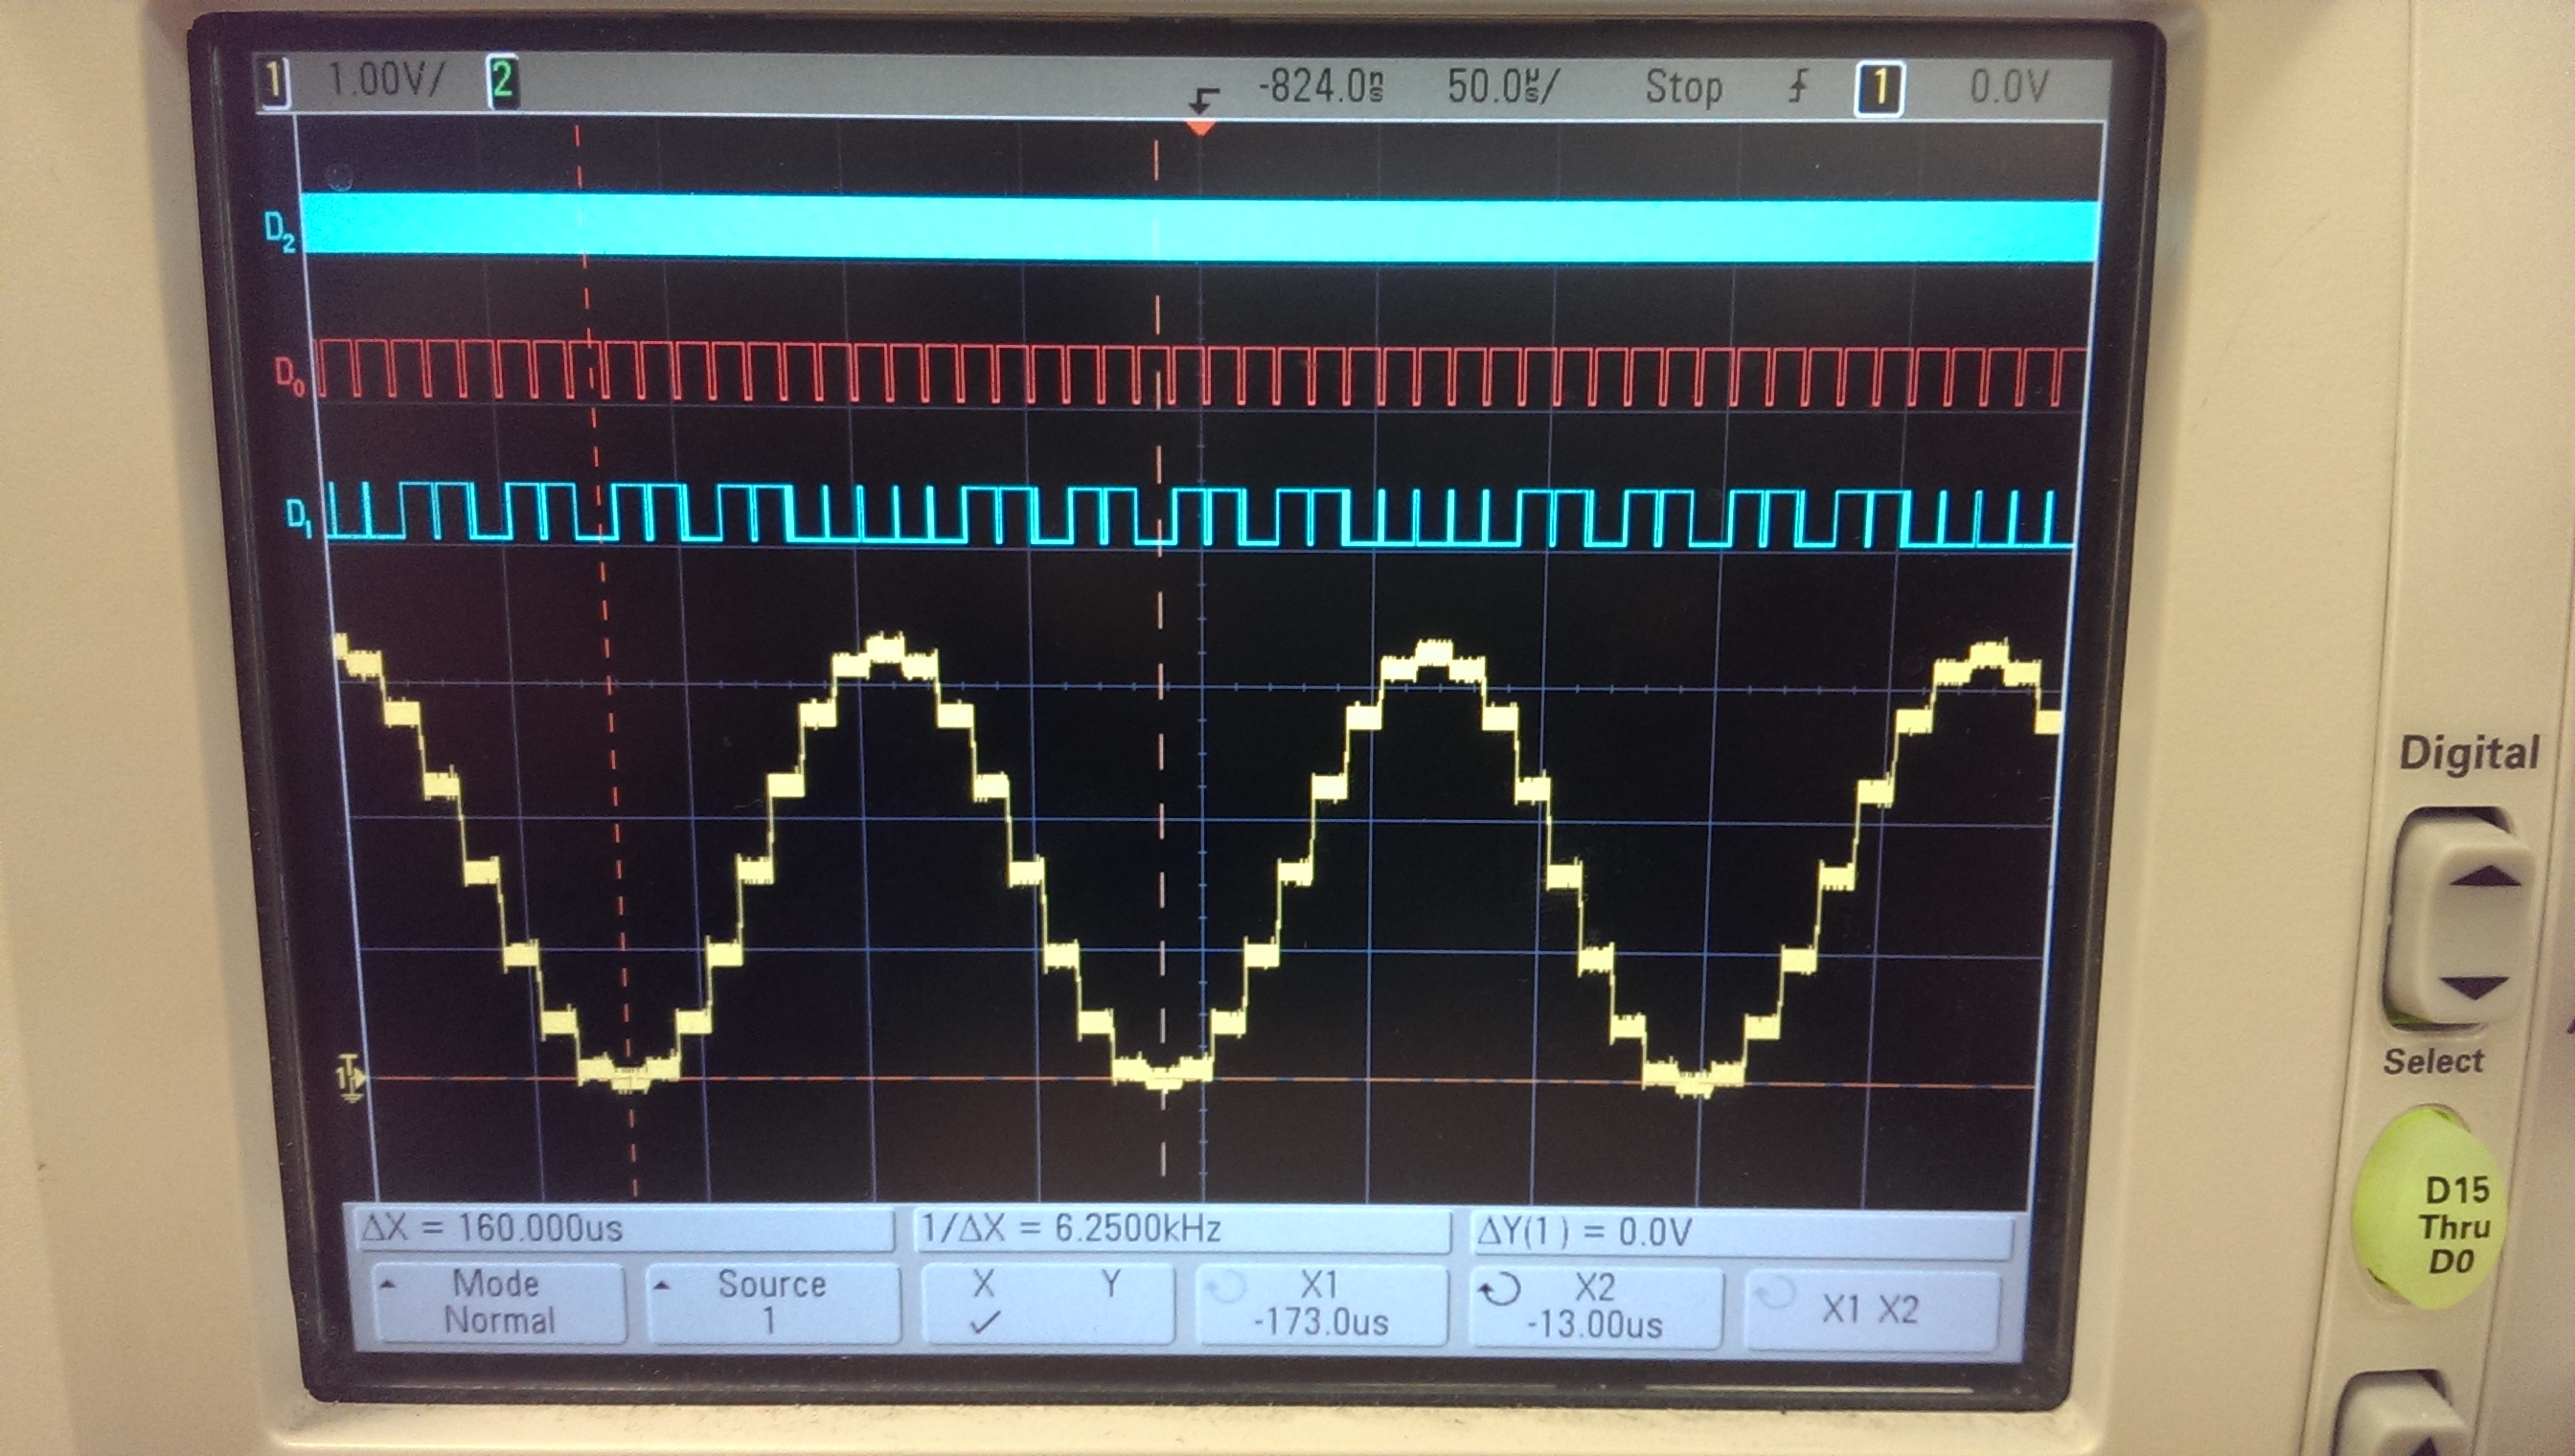 1 1.00V/ 2 -824.0ns 50.0us/ Stop 1 0.0V
D2
D0
D1
1
Digital
Select
D15
Thru
D0
ΔX = 160.000us 1/ΔX = 6.2500kHz ΔY(1) = 0.0V
Mode Source X Y X1 X2 X1 X2
Normal 1 ✓ -173.0us -13.00us